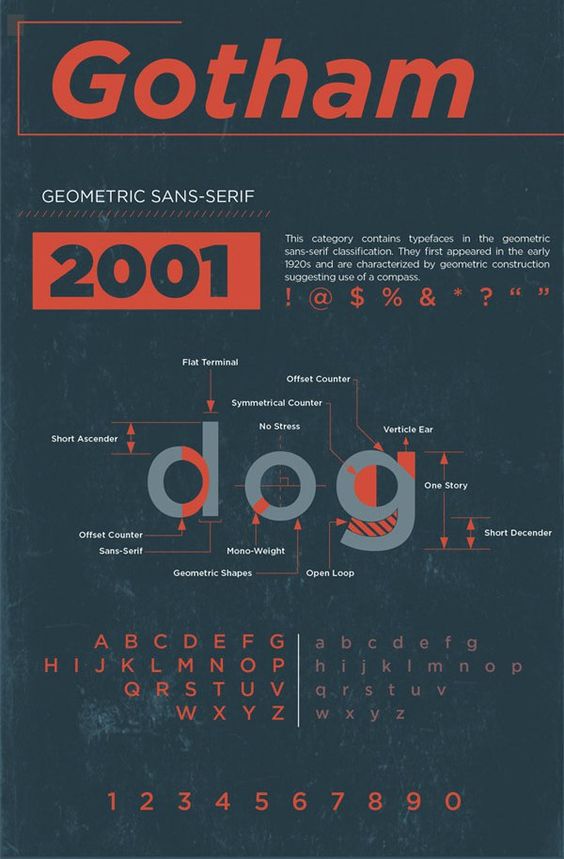 Gotham
GEOMETRIC SANS-SERIF
2001
This category contains typefaces in the geometric
sans-serif classification. They first appeared in the early
1920s and are characterized by geometric construction
suggesting use of a compass.
! @ $ % & * ? “ ”
Flat Terminal
Offset Counter
Symmetrical Counter
No Stress
Verticle Ear
Short Ascender
dog
One Story
Offset Counter
Short Decender
Sans-Serif
Mono-Weight
Geometric Shapes
Open Loop
A B C D E F G
H I J K L M N O P
Q R S T U V
W X Y Z
a b c d e f g
h i j k l m n o p
q r s t u v
w x y z
1 2 3 4 5 6 7 8 9 0